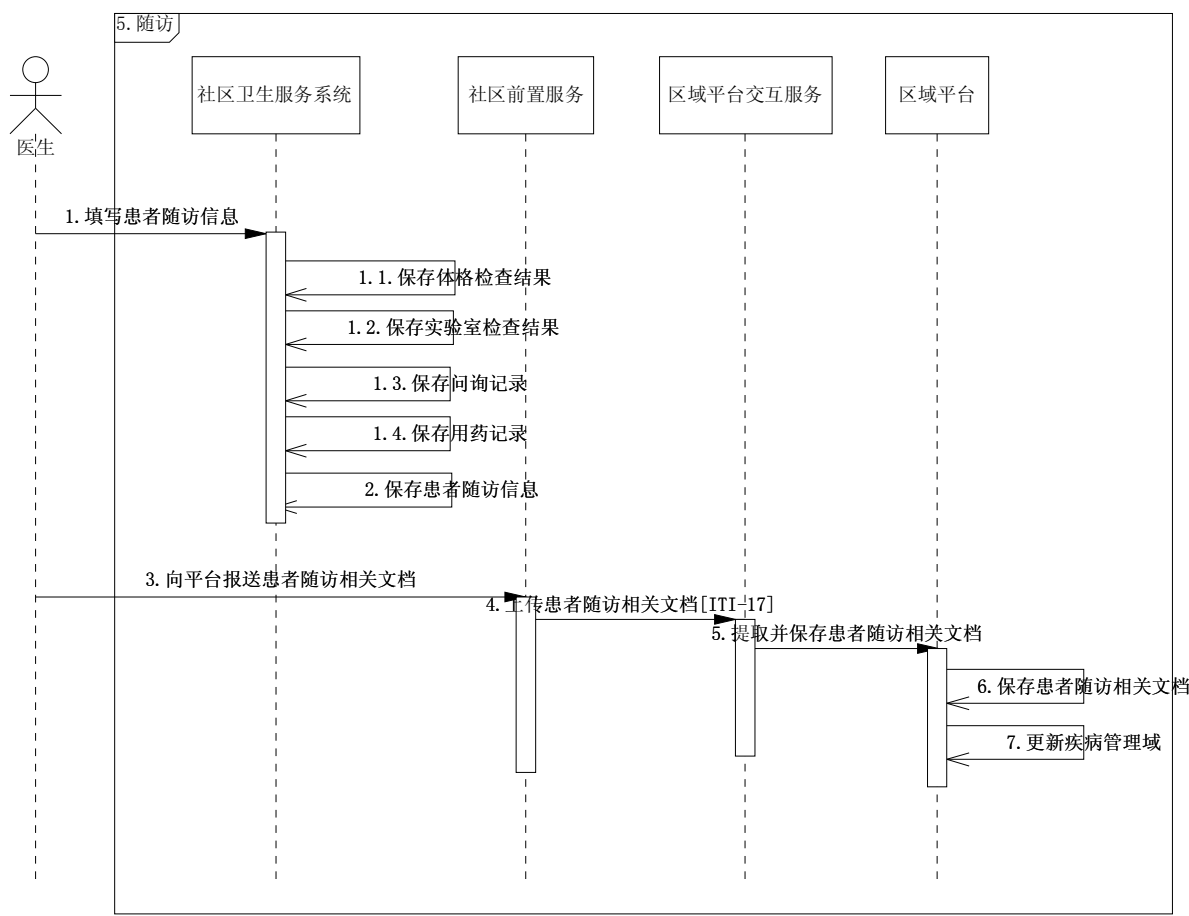 5.随访
社区卫生服务系统
社区前置服务
区域平台交互服务
区域平台
医生
1.填写患者随访信息
1.1.保存体格检查结果
1.2.保存实验室检查结果
1.3.保存问询记录
1.4.保存用药记录
2.保存患者随访信息
3.向平台报送患者随访相关文档
4.上传患者随访相关文档[ITI-17]
5.提取并保存患者随访相关文档
6.保存患者随访相关文档
7.更新疾病管理域